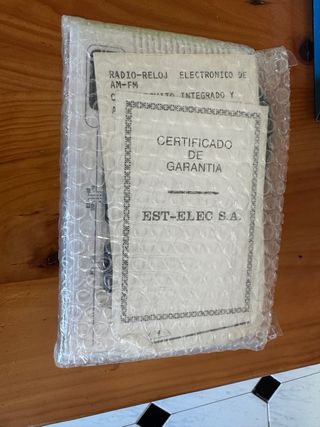 RADIO-RELOJ ELECTRONICO DE
AM-FM
INTEGRADO Y
CERTIFICADO
DE
GARANTIA
EST-ELEC S.A.